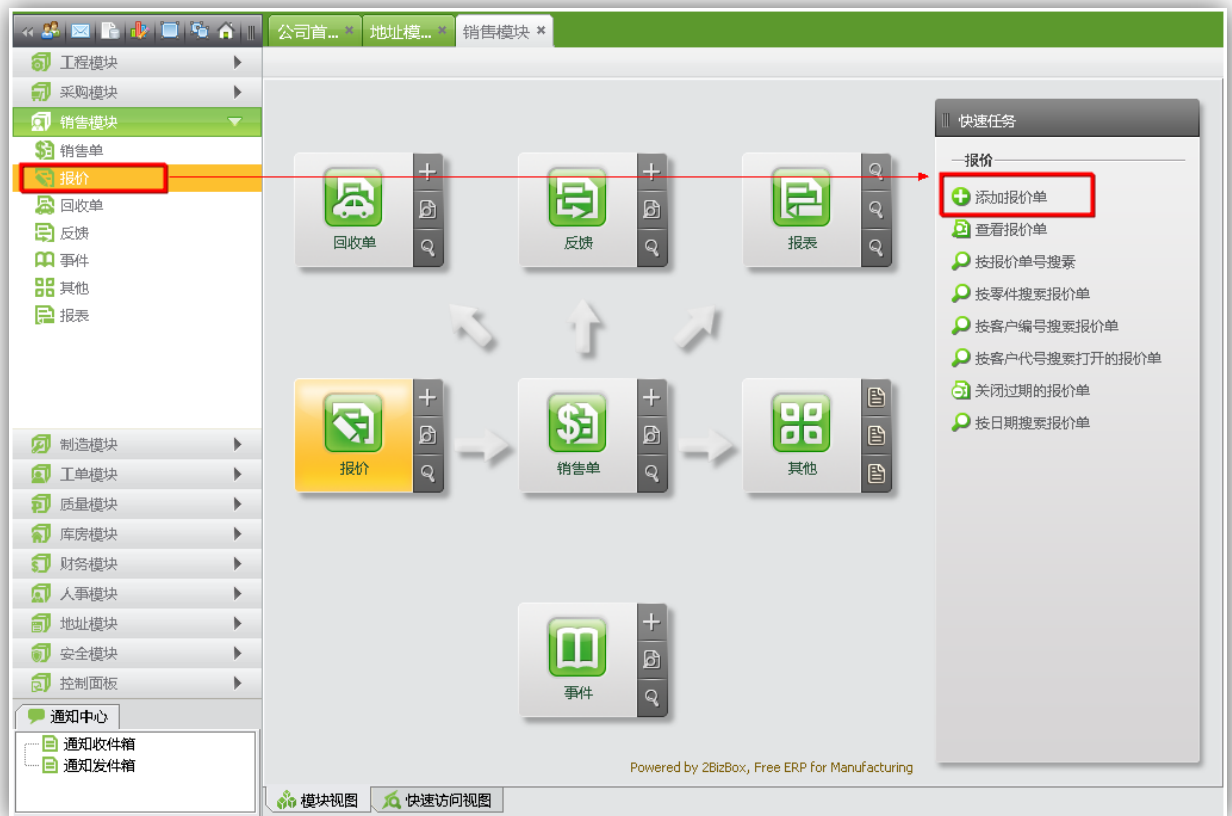 公司首...
地址模...
销售模块
工程模块
采购模块
销售模块
销售单
报价
回收单
反馈
事件
其他
报表
制造模块
工单模块
质量模块
库房模块
财务模块
人事模块
地址模块
安全模块
控制面板
通知中心
通知收件箱
通知发件箱
回收单
反馈
报表
报价
销售单
其他
事件
Powered by 2BizBox, Free ERP for Manufacturing
模块视图
快速访问视图
快速任务
报价
添加报价单
查看报价单
按报价单号搜索
按零件搜索报价单
按客户编号搜索报价单
按客户代号搜索打开的报价单
关闭过期的报价单
按日期搜索报价单